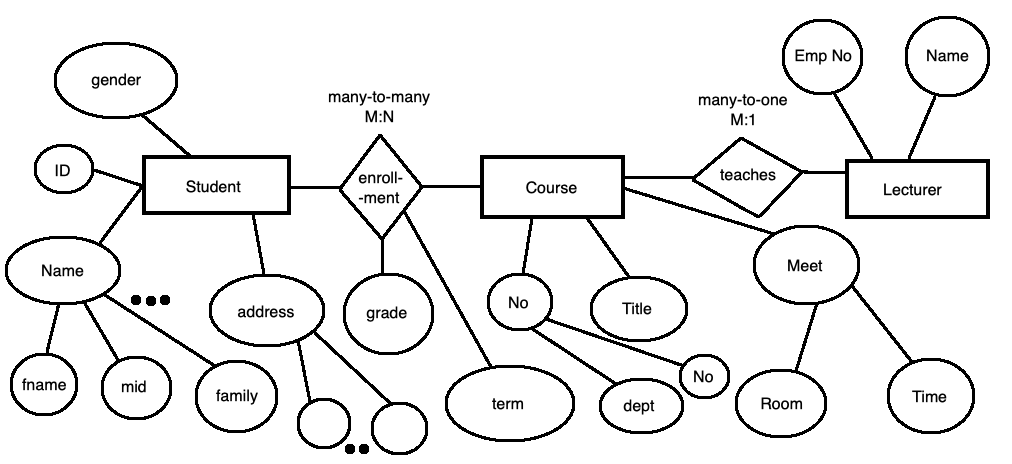 Emp No
Name
gender
many-to-many
M:N
many-to-one
M:1
ID
Student
enroll-
-ment
Course
teaches
Lecturer
Name
Meet
address
grade
No
Title
fname
mid
family
term
dept
No
Room
Time